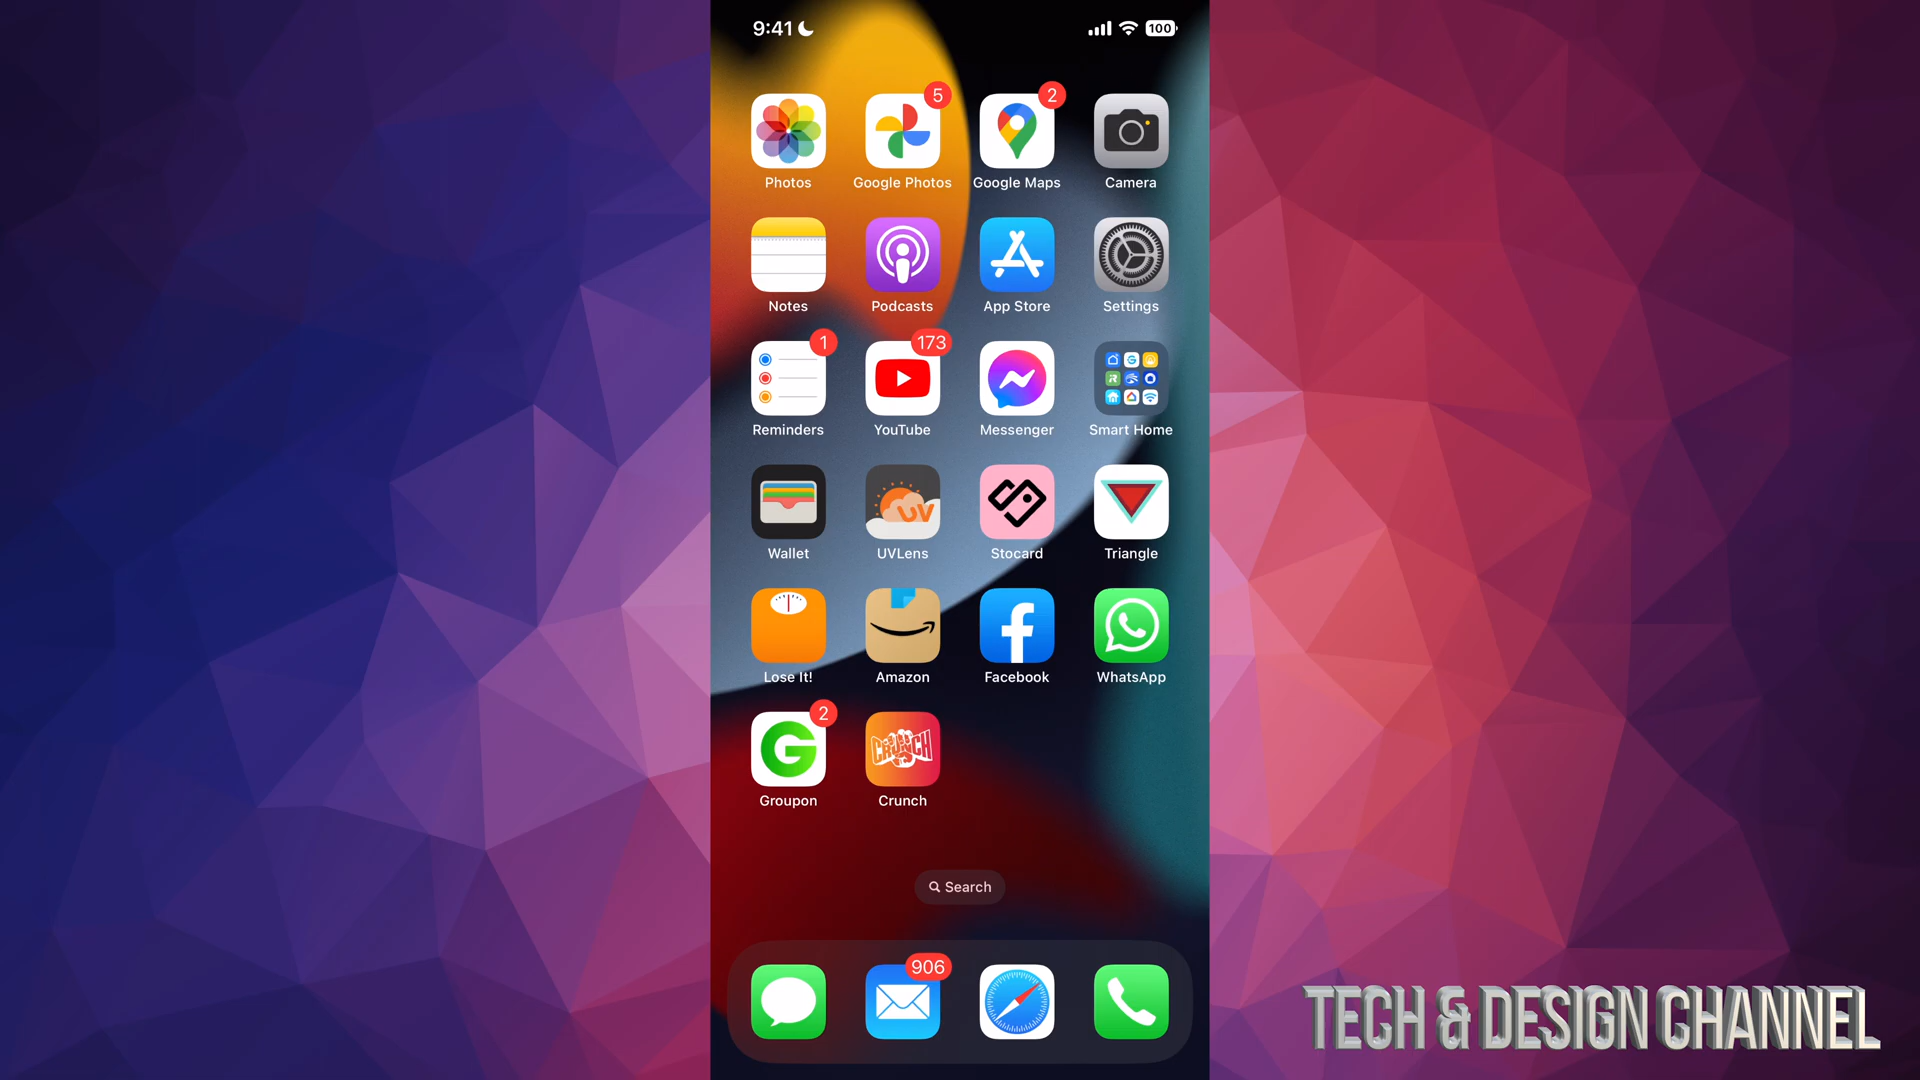 9:41
100
5
2
Photos
Google Photos
Google Maps
Camera
Notes
Podcasts
App Store
Settings
1
173
Reminders
YouTube
Messenger
Smart Home
UV
Wallet
UVLens
Stocard
Triangle
Lose It!
Amazon
Facebook
WhatsApp
2
CRUNCH
Groupon
Crunch
Search
906
TECH & DESIGN CHANNEL